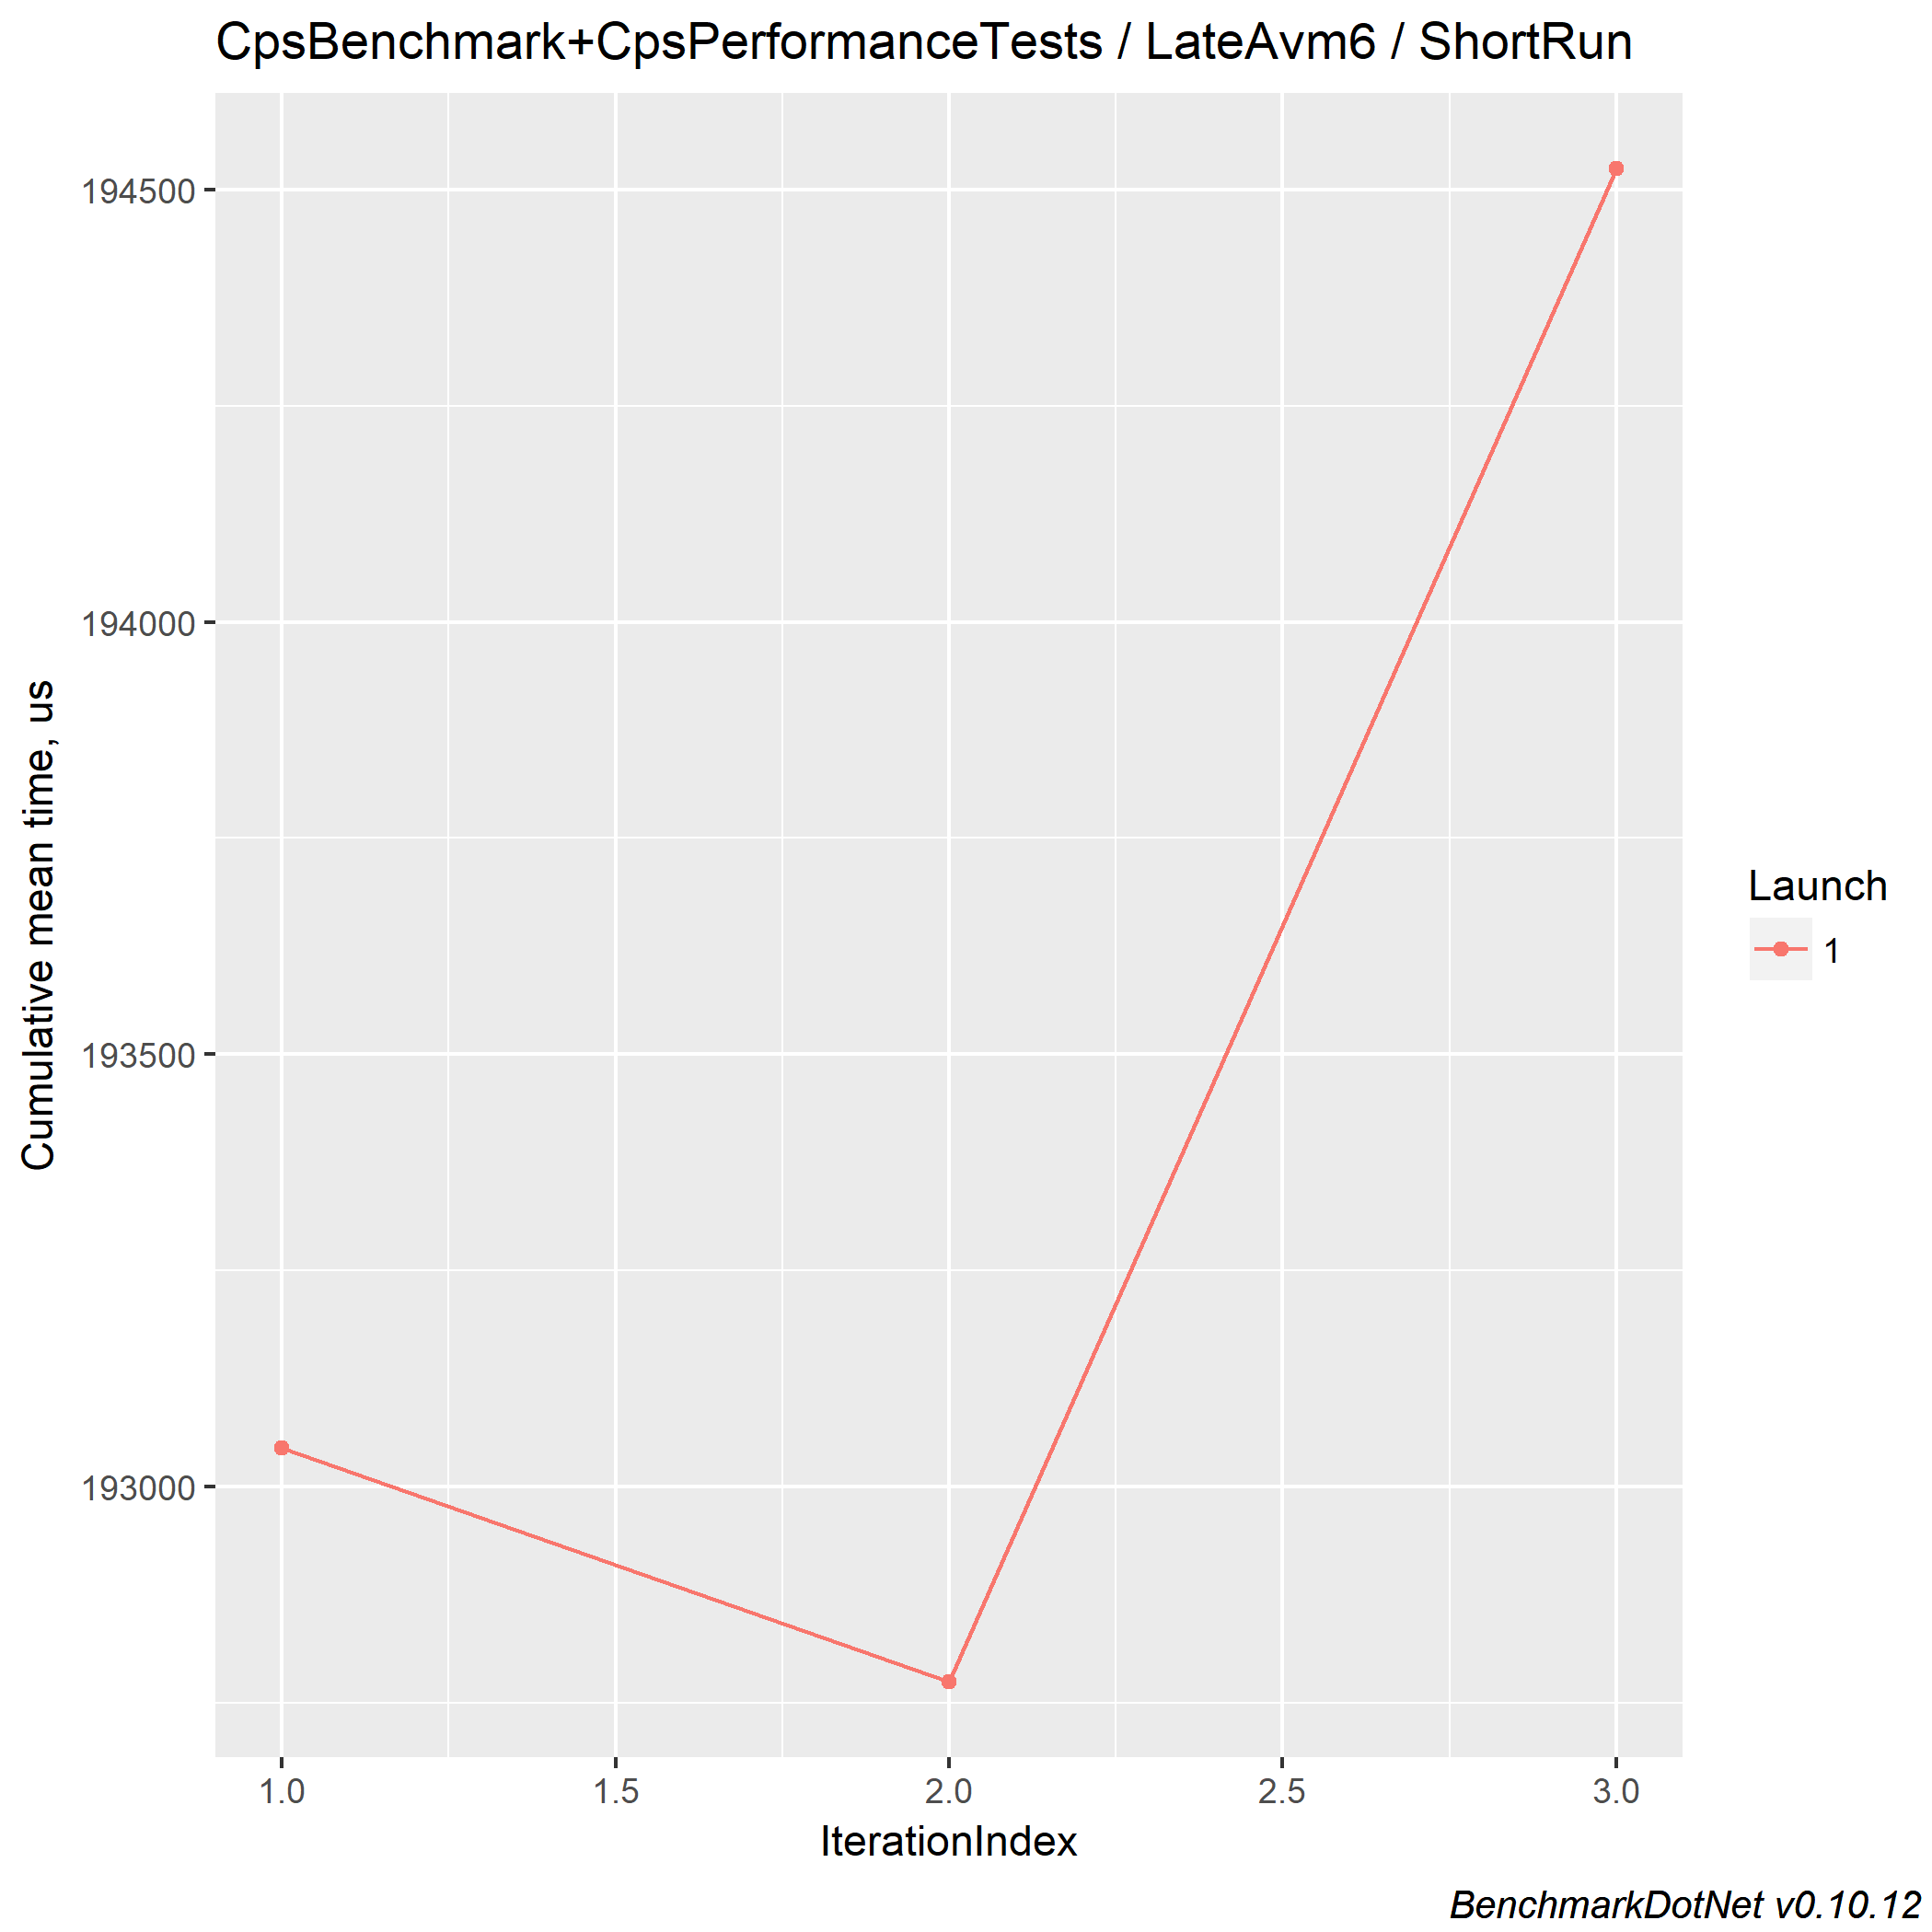 CpsBenchmark+CpsPerformanceTests / LateAvm6 / ShortRun
Cumulative mean time, us
194500
194000
193500
193000
1.0 1.5 2.0 2.5 3.0
IterationIndex
Launch
1
BenchmarkDotNet v0.10.12